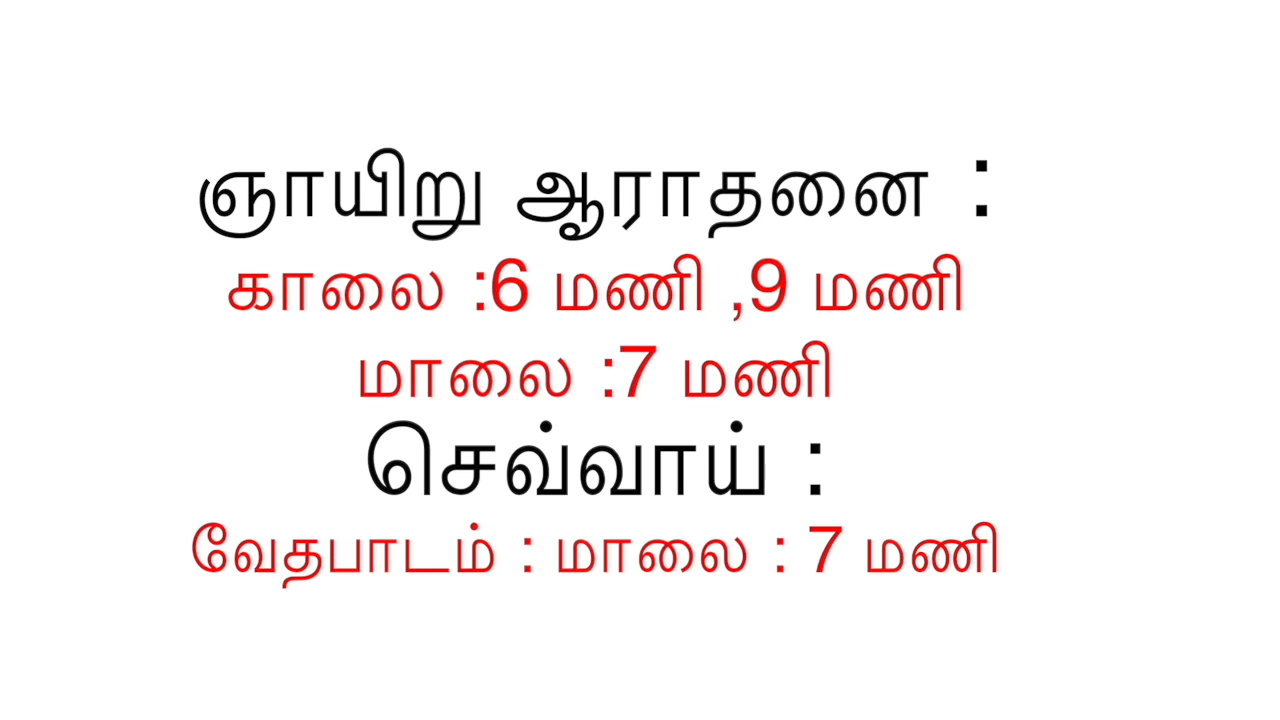 ஞாயிறு ஆராதனை :
காலை :6 மணி ,9 மணி
மாலை :7 மணி
செவ்வாய் :
வேதபாடம் : மாலை : 7 மணி